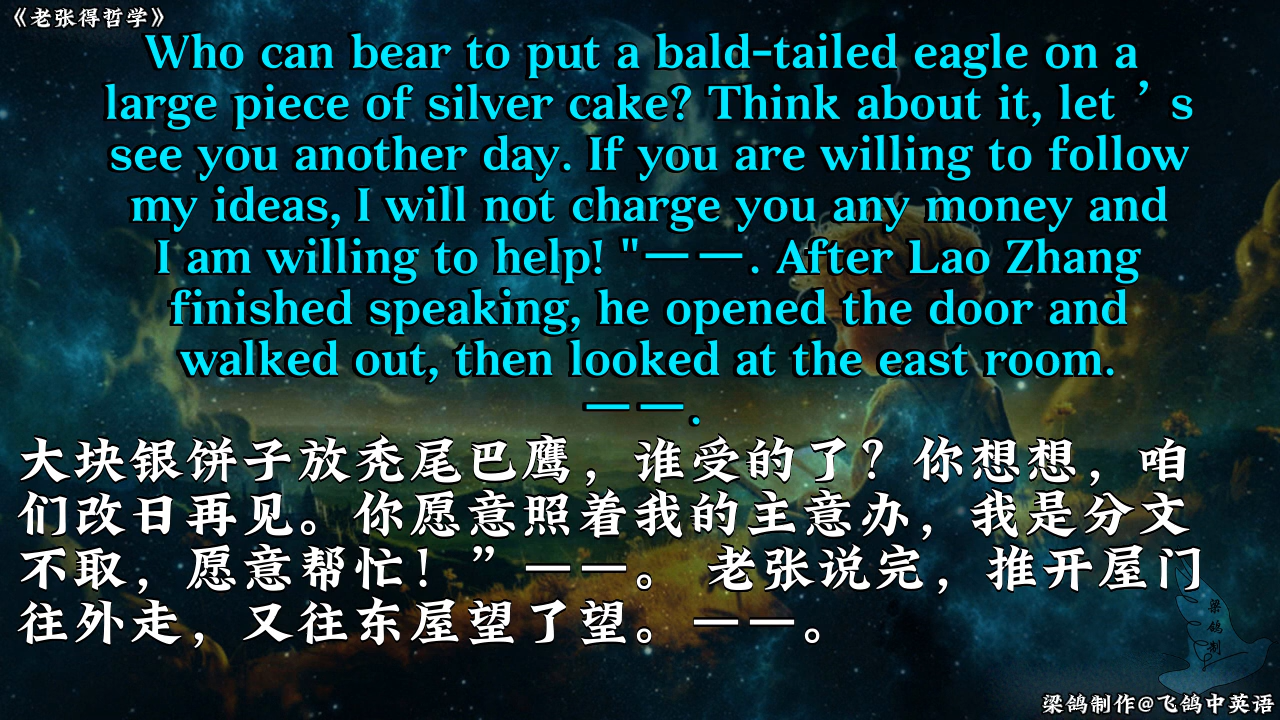 《老张得哲学》
Who can bear to put a bald-tailed eagle on a
large piece of silver cake? Think about it, let ’ s
see you another day. If you are willing to follow
my ideas, I will not charge you any money and
I am willing to help! "——. After Lao Zhang
finished speaking, he opened the door and
walked out, then looked at the east room.
——.
大块银饼子放秃尾巴鹰，谁受的了？你想想，咱
们改日再见。你愿意照着我的主意办，我是分文
不取，愿意帮忙！”——。 老张说完，推开屋门
往外走，又往东屋望了望。——。
梁
鸽
制
梁鸽制作@飞鸽中英语